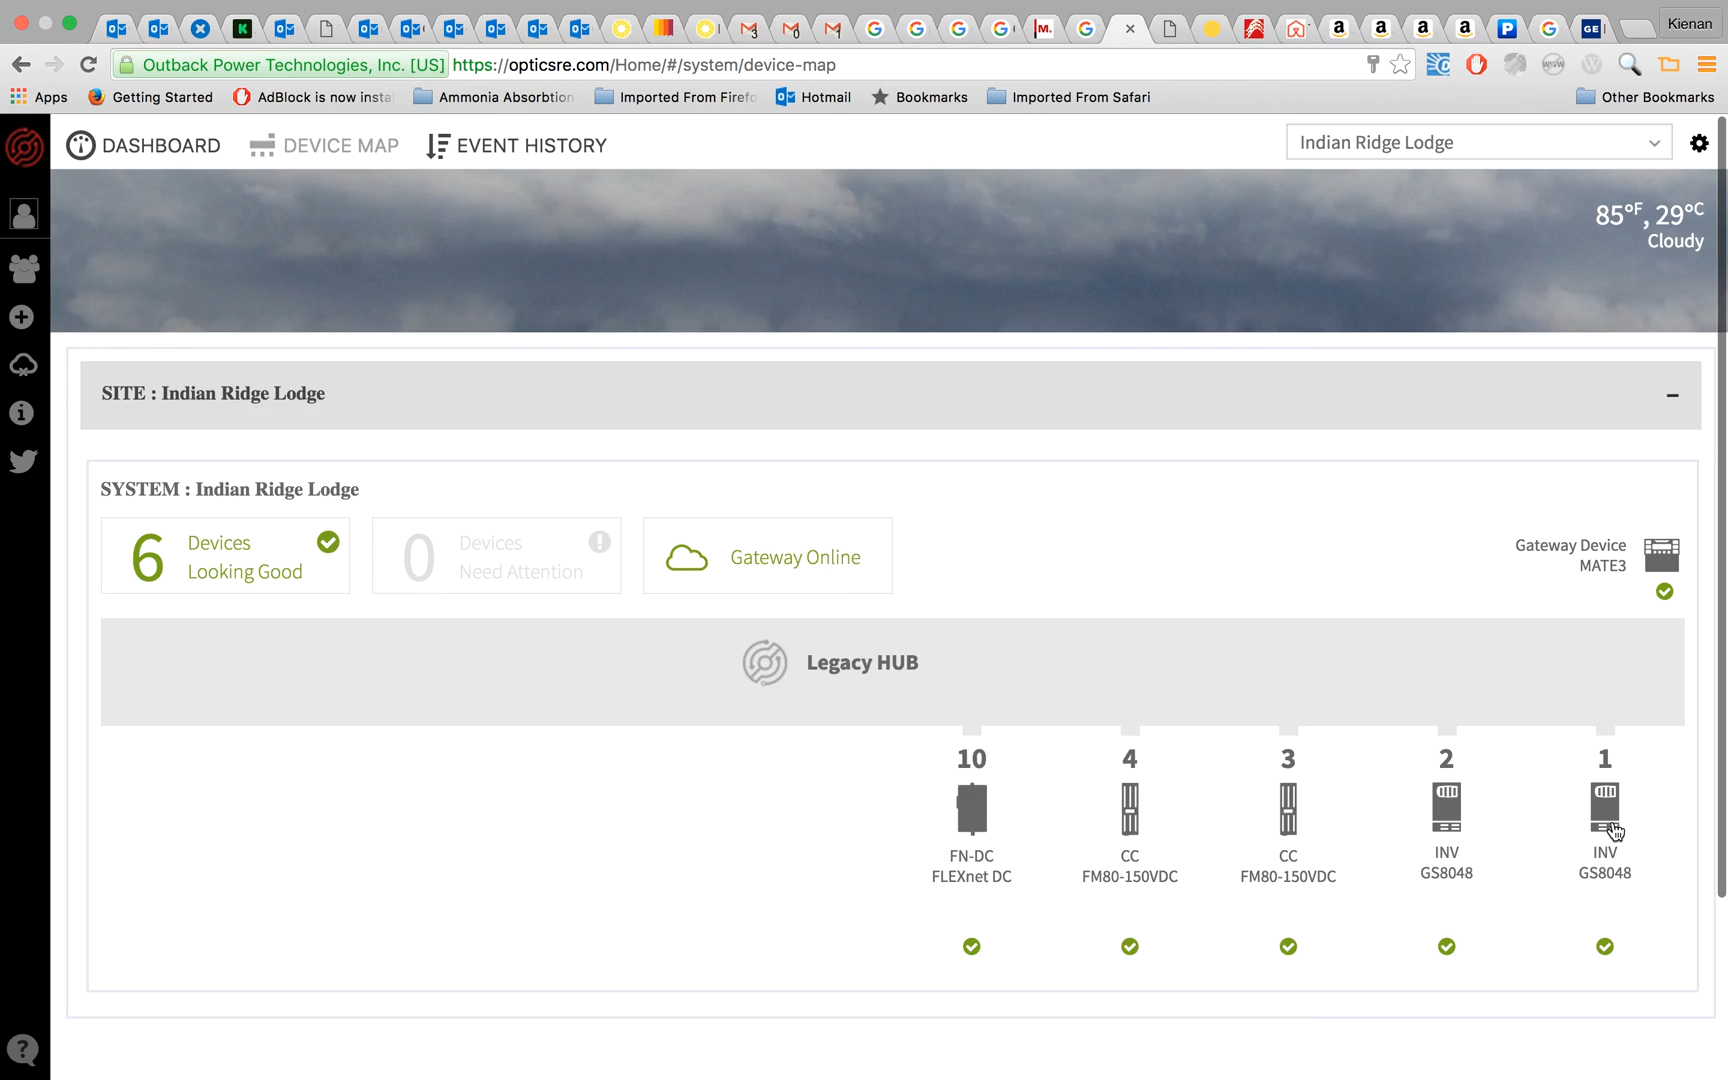 Kienan
Outback Power Technologies, Inc. [US] https://opticsre.com/Home/#/system/device-map
Apps Getting Started AdBlock is now insta Ammonia Absorbtion Imported From Firefo Hotmail Bookmarks Imported From Safari Other Bookmarks
DASHBOARD DEVICE MAP EVENT HISTORY Indian Ridge Lodge
85°F, 29°C
Cloudy
SITE : Indian Ridge Lodge
SYSTEM : Indian Ridge Lodge
6 Devices
Looking Good
0 Devices
Need Attention
Gateway Online
Gateway Device
MATE3
Legacy HUB
10 4 3 2 1
FN-DC CC CC INV INV
FLEXnet DC FM80-150VDC FM80-150VDC GS8048 GS8048